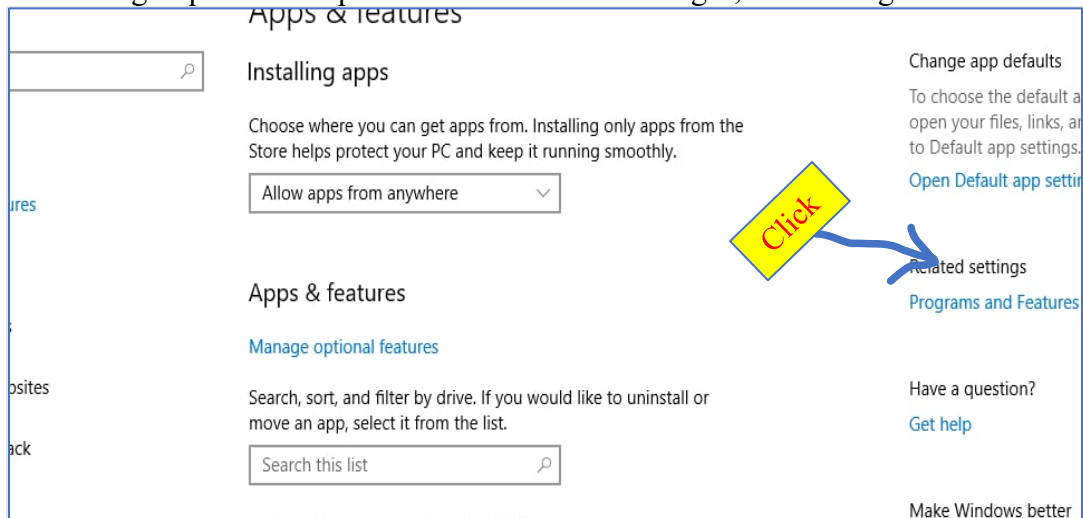 Apps & features
Installing apps
Choose where you can get apps from. Installing only apps from the
Store helps protect your PC and keep it running smoothly.
Allow apps from anywhere
Apps & features
Manage optional features
Search, sort, and filter by drive. If you would like to uninstall or
move an app, select it from the list.
Search this list
Click
Change app defaults
To choose the default a
open your files, links, ar
to Default app settings.
Open Default app settin
Related settings
Programs and Features
Have a question?
Get help
Make Windows better
ures
osites
ack